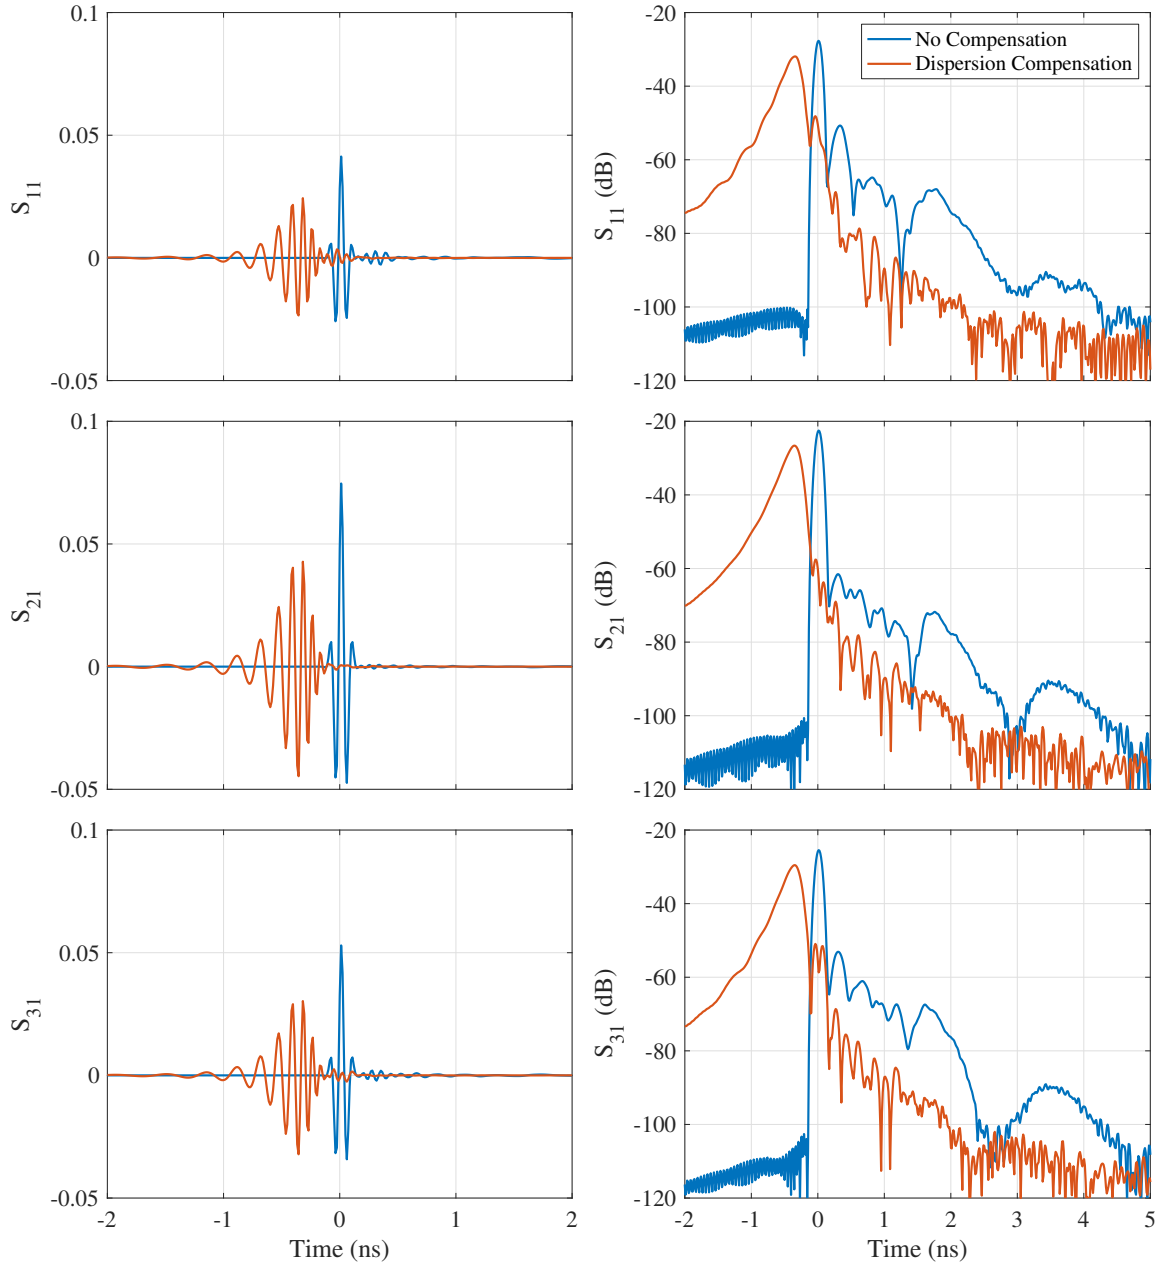 0.1
0.05
0
-0.05
S11
-20
-40
-60
-80
-100
-120
S11 (dB)
No Compensation
Dispersion Compensation
0.1
0.05
0
-0.05
S21
-20
-40
-60
-80
-100
-120
S21 (dB)
0.1
0.05
0
-0.05
S31
-2 -1 0 1 2
Time (ns)
-20
-40
-60
-80
-100
-120
S31 (dB)
-2 -1 0 1 2 3 4 5
Time (ns)